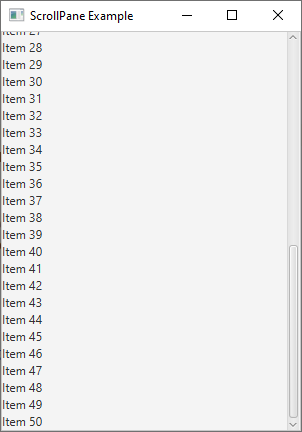 ScrollPane Example
Item 27
Item 28
Item 29
Item 30
Item 31
Item 32
Item 33
Item 34
Item 35
Item 36
Item 37
Item 38
Item 39
Item 40
Item 41
Item 42
Item 43
Item 44
Item 45
Item 46
Item 47
Item 48
Item 49
Item 50